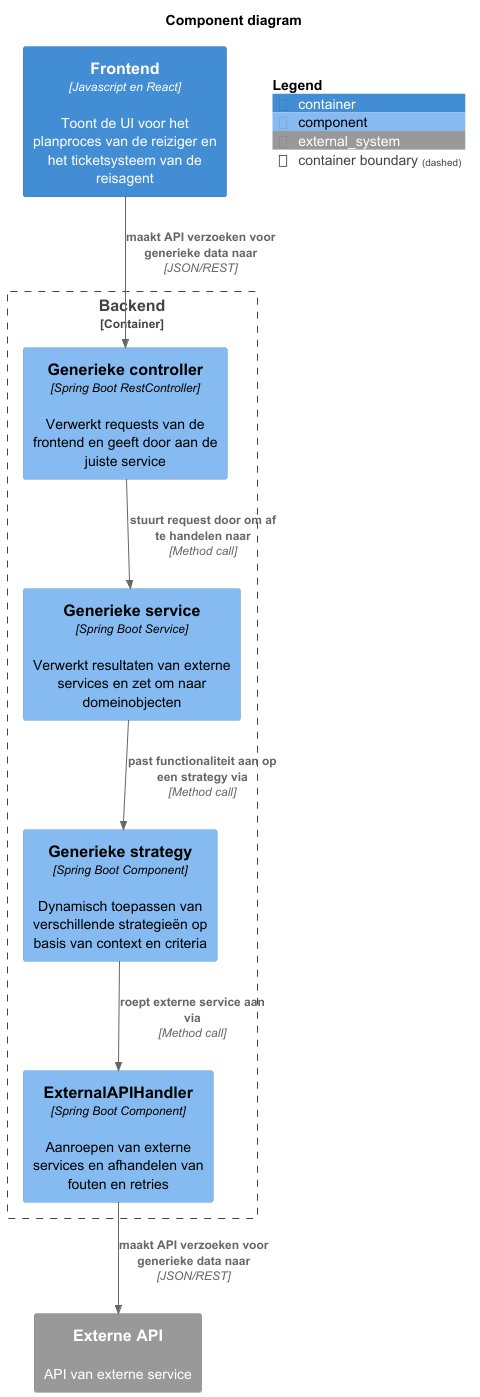 Component diagram
Frontend
[Javascript en React]
Toont de UI voor het
planproces van de reiziger en
het ticketsysteem van de
reisagent
Legend
container
component
external_system
container boundary (dashed)
maakt API verzoeken voor
generieke data naar
[JSON/REST]
Backend
[Container]
Generieke controller
[Spring Boot RestController]
Verwerkt requests van de
frontend en geeft door aan de
juiste service
stuurt request door om af
te handelen naar
[Method call]
Generieke service
[Spring Boot Service]
Verwerkt resultaten van externe
services en zet om naar
domeinobjecten
past functionaliteit aan op
een strategy via
[Method call]
Generieke strategy
[Spring Boot Component]
Dynamisch toepassen van
verschillende strategieën op
basis van context en criteria
roept externe service aan
via
[Method call]
ExternalAPIHandler
[Spring Boot Component]
Aanroepen van externe
services en afhandelen van
fouten en retries
maakt API verzoeken voor
generieke data naar
[JSON/REST]
Externe API
API van externe service